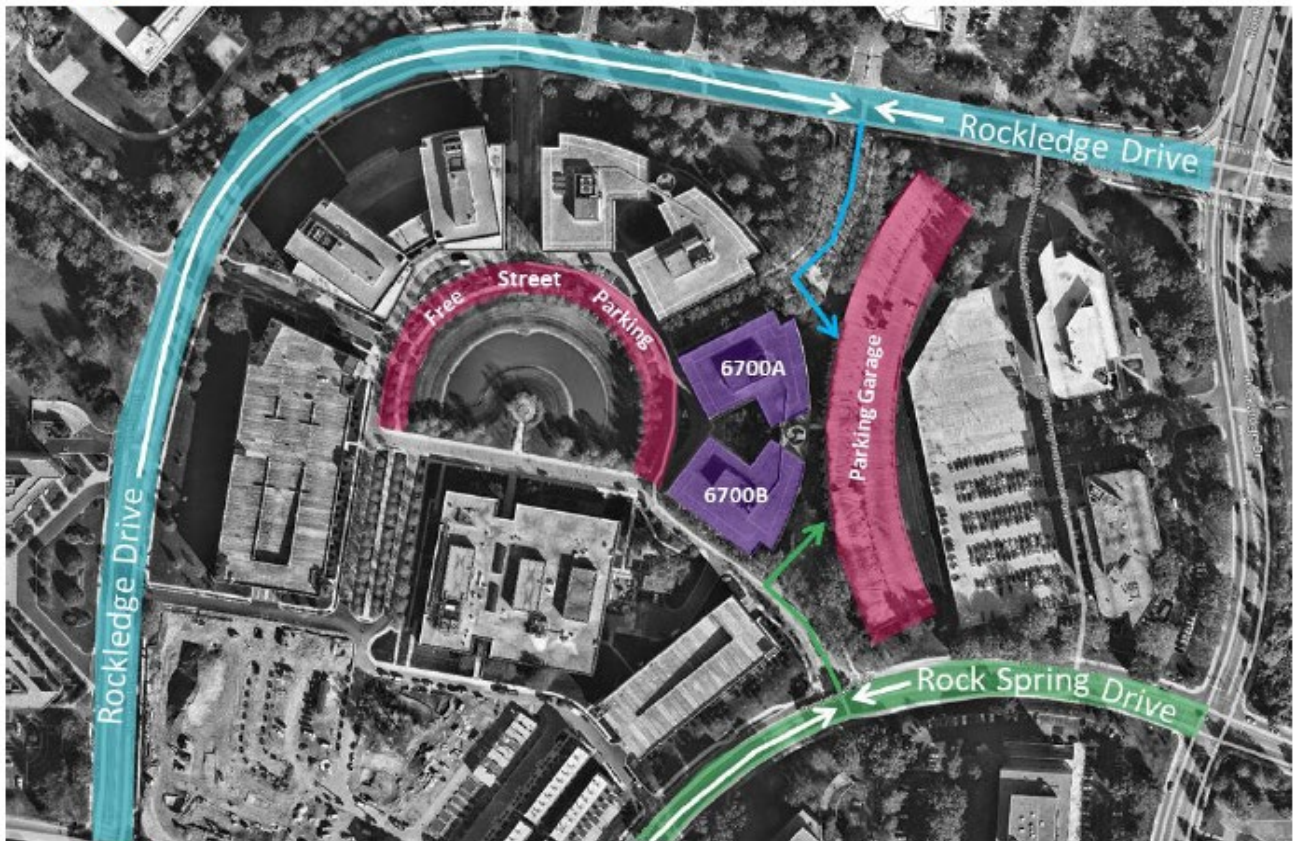 Rockledge Drive
Free Street Parking
6700A
Parking Garage
6700B
Rockledge Drive
Rock Spring Drive